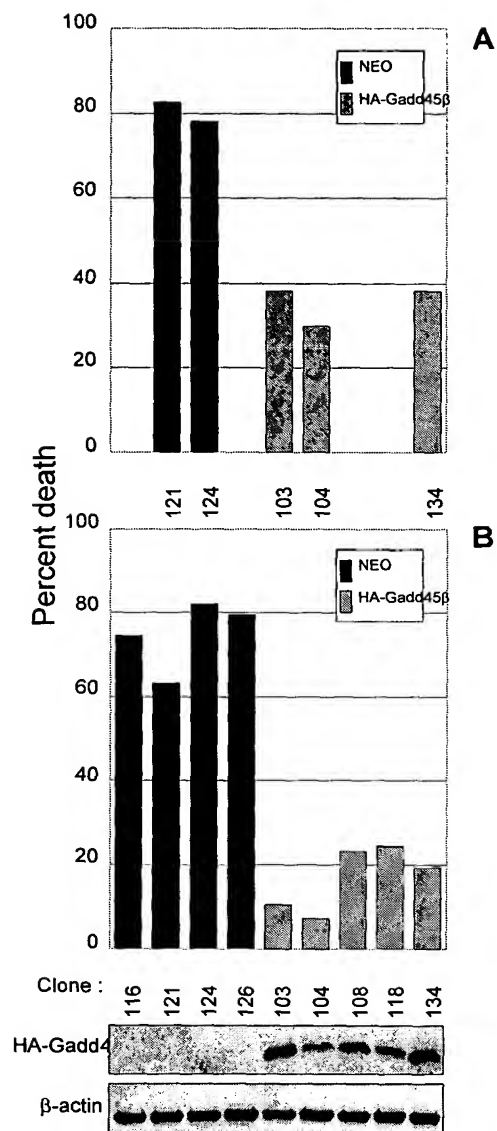 A
100
80
60
40
20
0
NEO
HA-Gadd45β
121 124 103 104 134
Percent death
B
100
80
60
40
20
0
NEO
HA-Gadd45β
Clone :
116 121 124 126 103 104 108 118 134
HA-Gadd4
β-actin